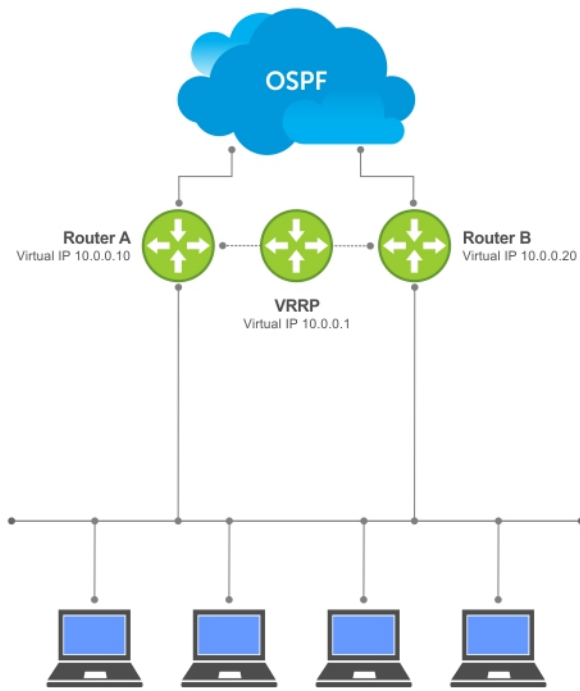 OSPF
Router A
Virtual IP 10.0.0.10
Router B
Virtual IP 10.0.0.20
VRRP
Virtual IP 10.0.0.1